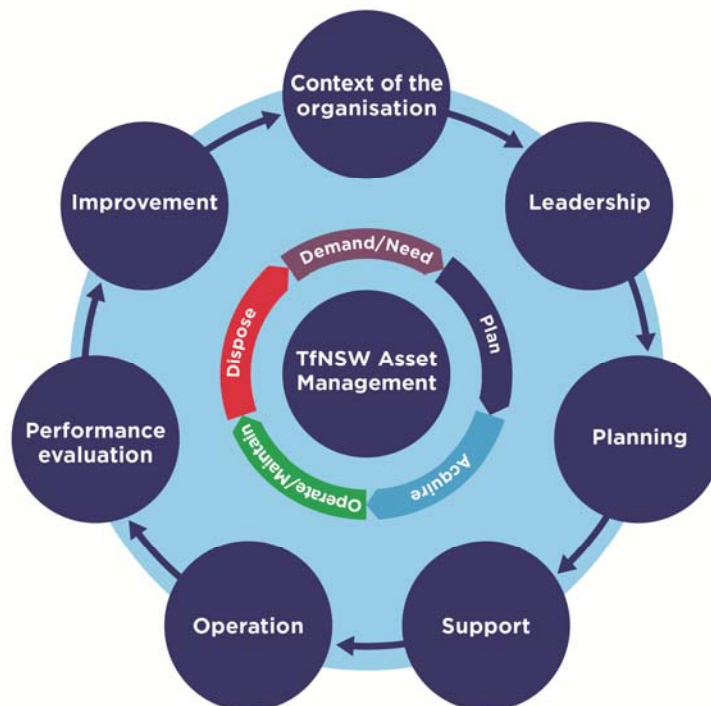 Context of the
organisation
Leadership
Planning
Support
Operation
Performance
evaluation
Improvement
Demand/Need
Plan
Acquire
Operate/Maintain
Dispose
TfNSW Asset
Management